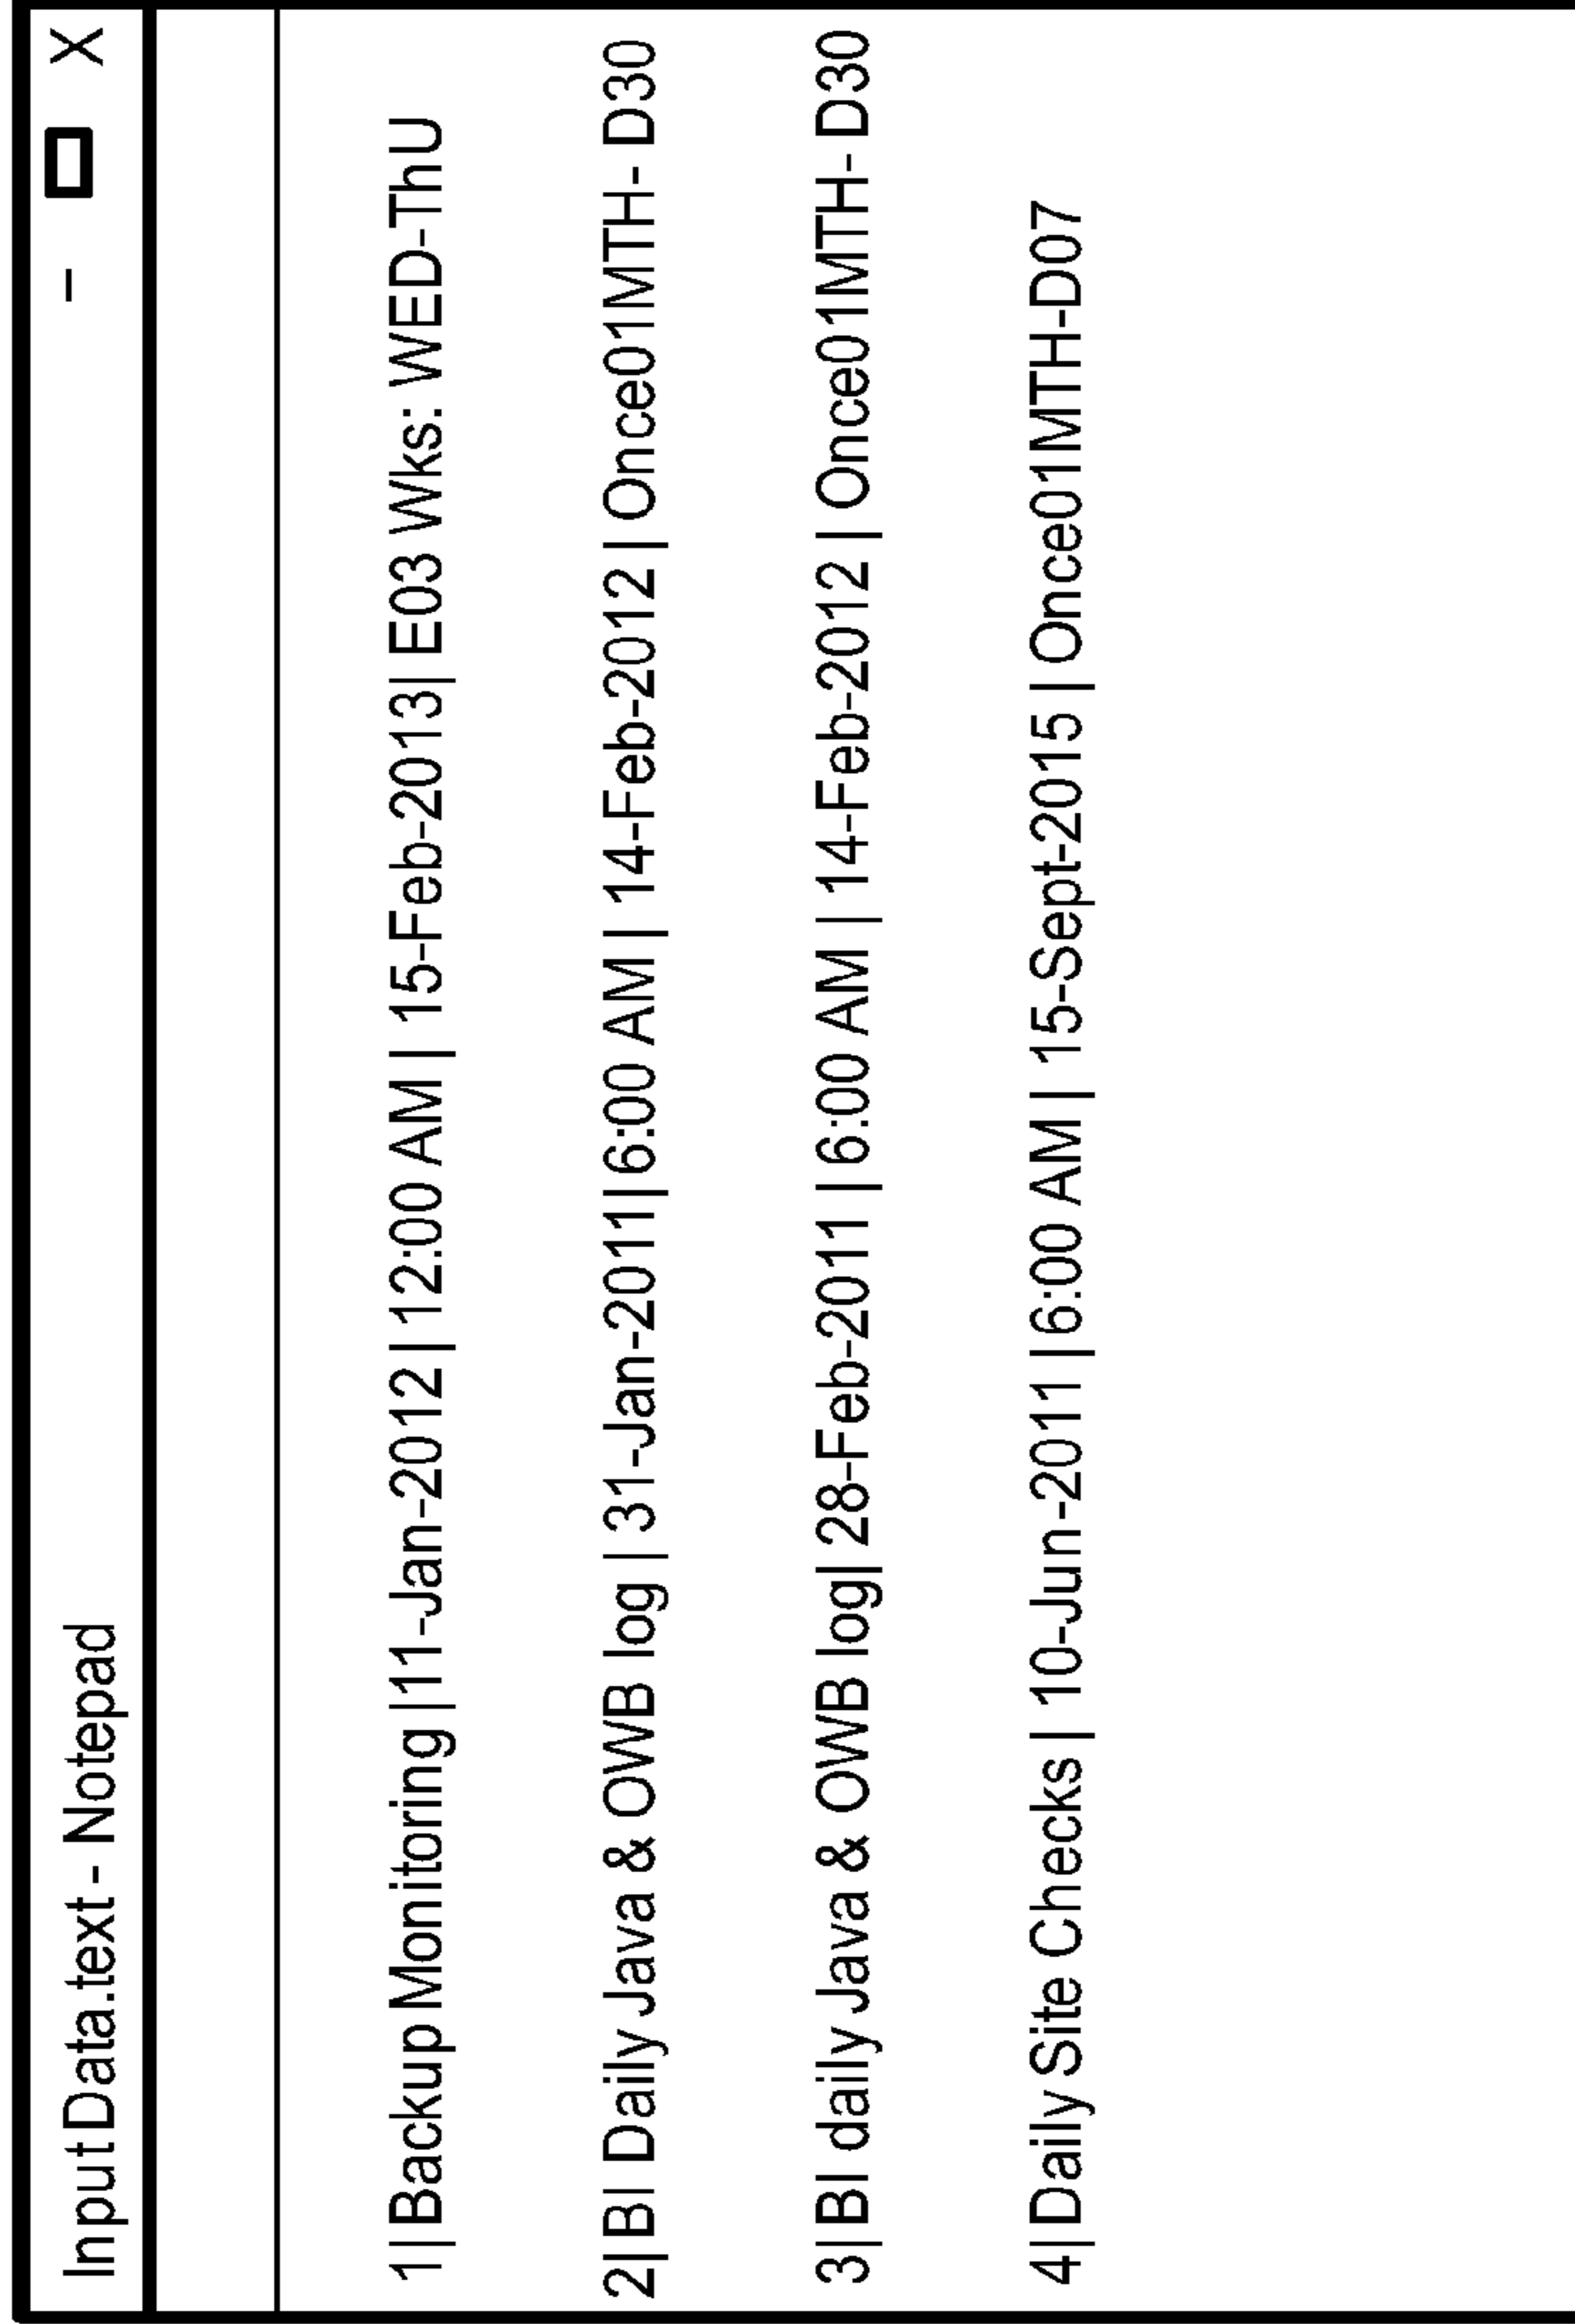 Input Data.text - Notepad - X
1|Backup Monitoring |11-Jan-2012 | 12:00 AM | 15-Feb-2013| E03 Wks: WED-ThU
2|BI Daily Java & OWB log | 31-Jan-2011|6:00 AM | 14-Feb-2012 | Once01MTH- D30
3|BI daily Java & OWB log| 28-Feb-2011 |6:00 AM | 14-Feb-2012 | Once01MTH- D30
4|Daily Site Checks | 10-Jun-2011 |6:00 AM | 15-Sept-2015 | Once01MTH-D07